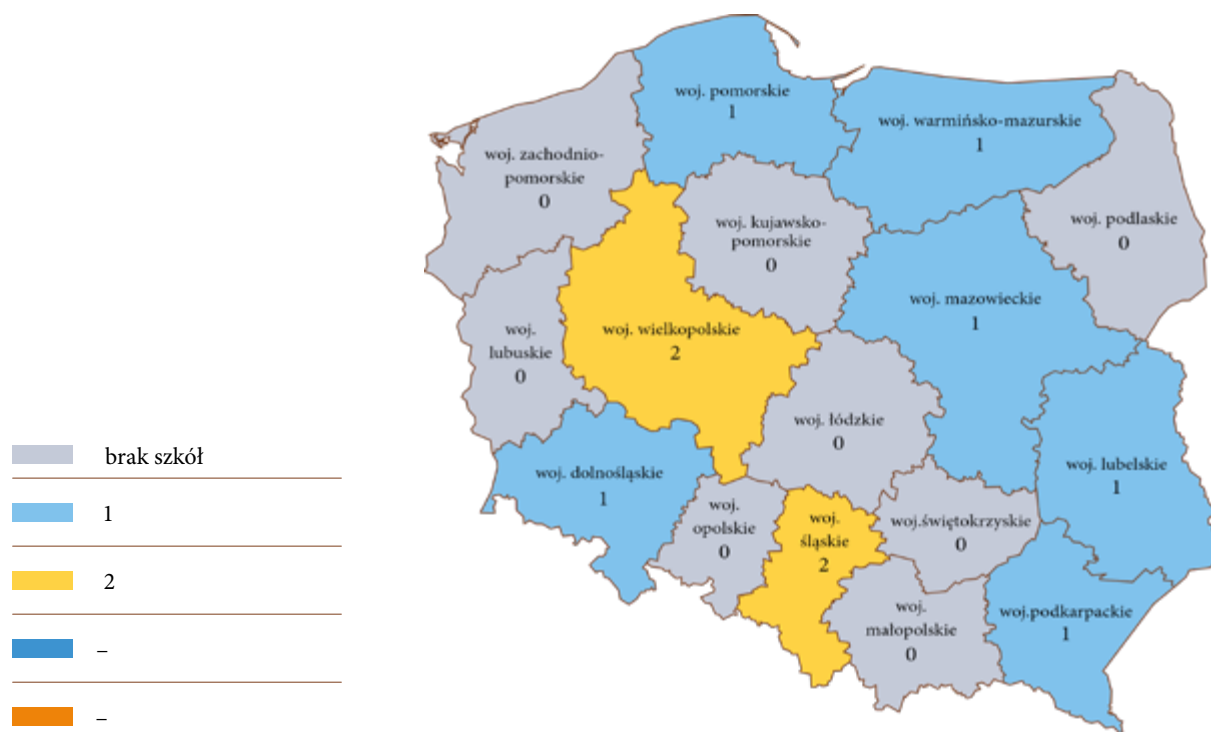 woj. pomorskie
1
woj. warmińsko-mazurskie
1
woj. zachodnio-
pomorskie
0
woj. podlaskie
0
woj. kujawsko-
pomorskie
0
woj. mazowieckie
1
woj. wielkopolskie
2
woj.
lubuskie
0
woj. łódzkie
0
woj. lubelskie
1
woj. dolnośląskie
1
woj.
opolskie
0
woj.
śląskie
2
woj.świętokrzyskie
0
woj.
małopolskie
0
woj.podkarpackie
1
brak szkół
1
2
–
–